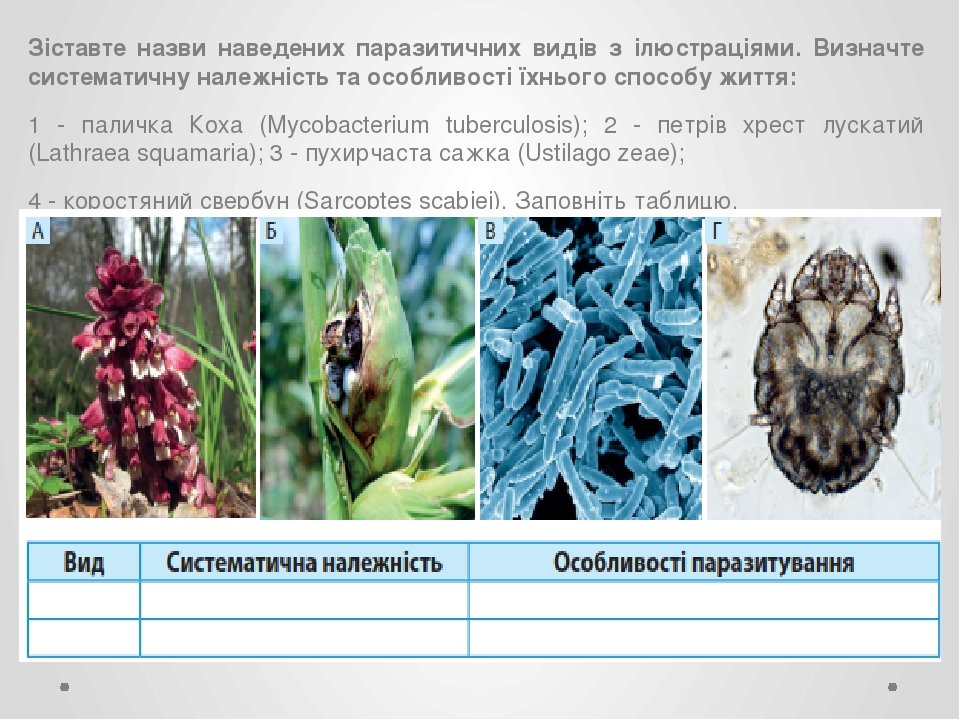 Зіставте назви наведених паразитичних видів з ілюстраціями. Визначте
систематичну належність та особливості їхнього способу життя:
1 - паличка Коха (Mycobacterium tuberculosis); 2 - петрів хрест лускатий
(Lathraea squamaria); 3 - пухирчаста сажка (Ustilago zeae);
4 - коростяний свербун (Sarcoptes scabiei). Заповніть таблицю.
А Б В Г
Вид Систематична належність Особливості паразитування